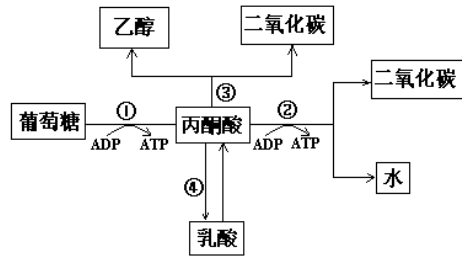 乙醇
二氧化碳
③
二氧化碳
葡萄糖
①
ADP ATP
丙酮酸
②
ADP ATP
④
水
乳酸